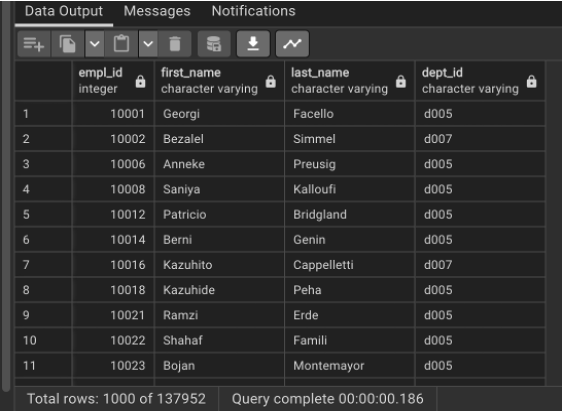 Data Output Messages Notifications
empl_id first_name last_name dept_id
integer character varying character varying character varying
1 10001 Georgi Facello d005
2 10002 Bezalel Simmel d007
3 10006 Anneke Preusig d005
4 10008 Saniya Kalloufi d005
5 10012 Patricio Bridgland d005
6 10014 Berni Genin d005
7 10016 Kazuhito Cappelletti d007
8 10018 Kazuhide Peha d005
9 10021 Ramzi Erde d005
10 10022 Shahaf Famili d005
11 10023 Bojan Montemayor d005
Total rows: 1000 of 137952 Query complete 00:00:00.186